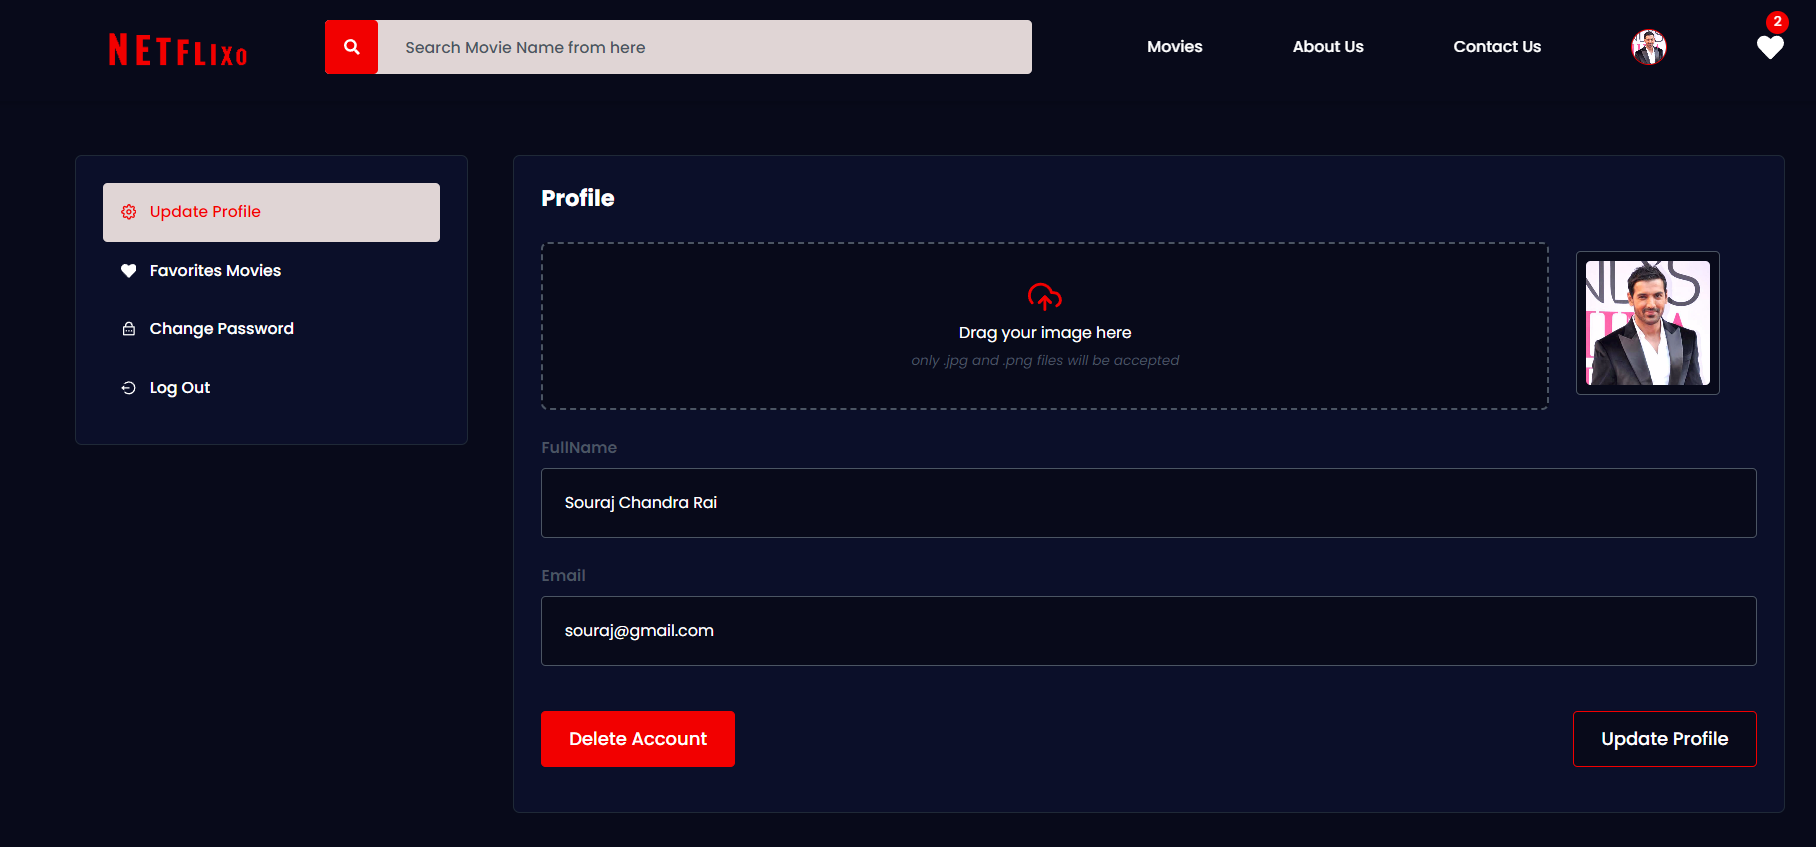 NETFLIXO
Search Movie Name from here
Movies
About Us
Contact Us
2
Update Profile
Favorites Movies
Change Password
Log Out
Profile
Drag your image here
only .jpg and .png files will be accepted
FullName
Souraj Chandra Rai
Email
souraj@gmail.com
Delete Account
Update Profile